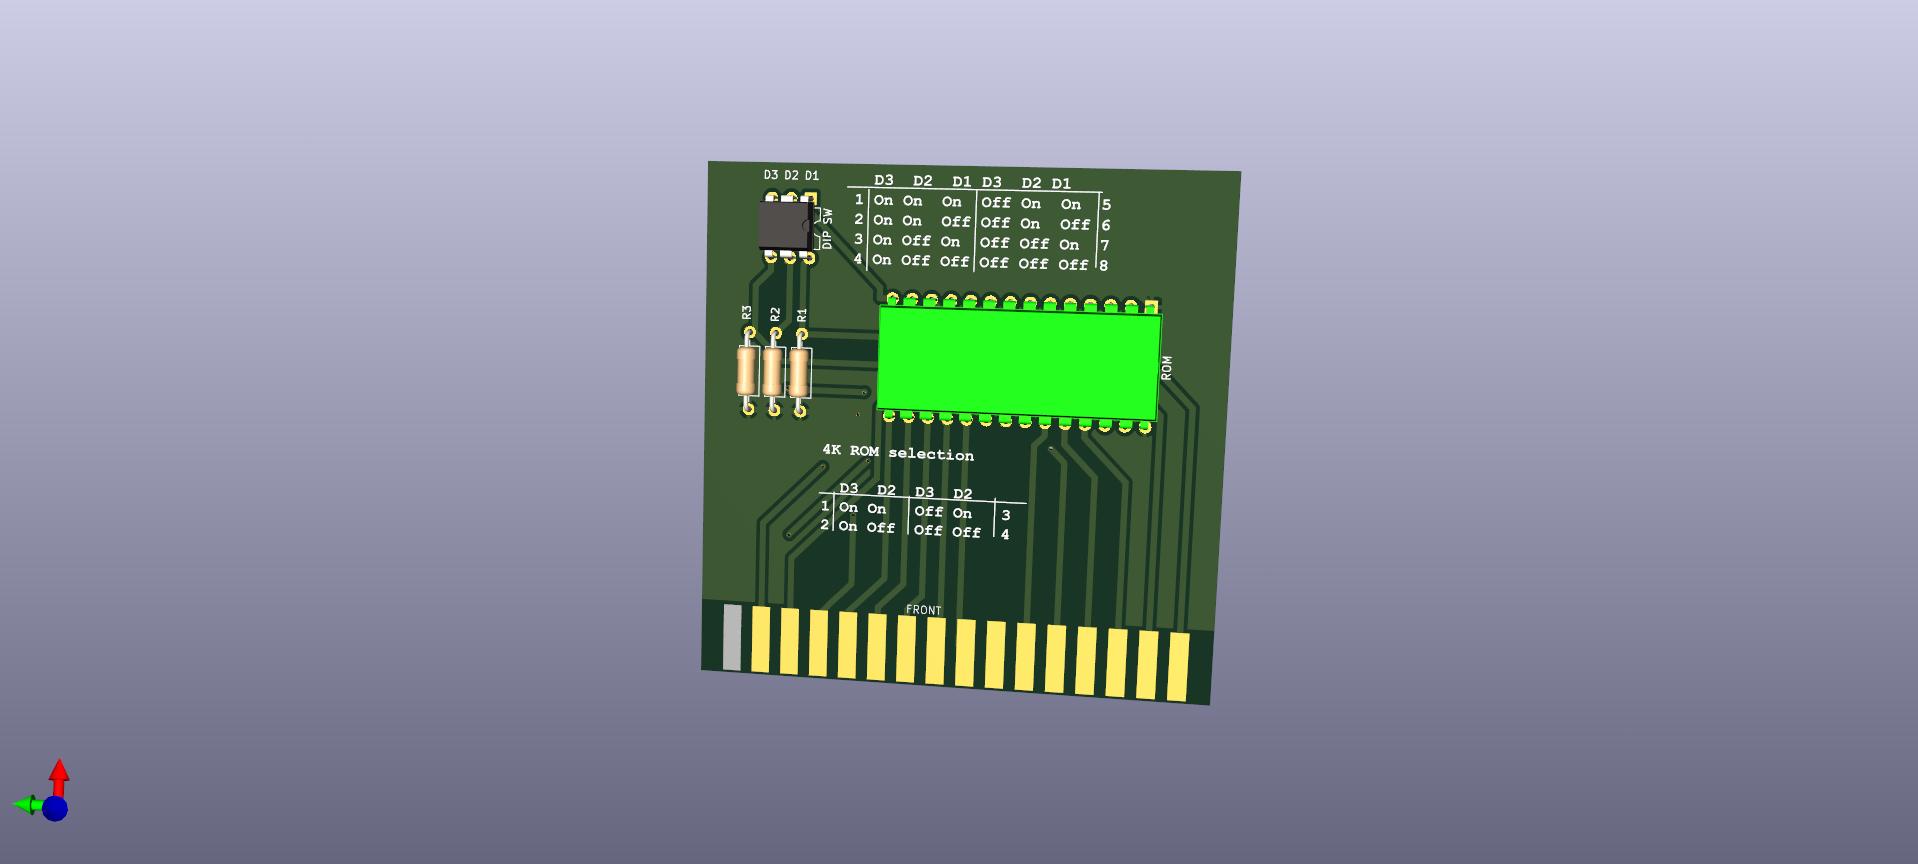 D3 D2 D1
D3 D2 D1 D3 D2 D1
1 On On On Off On On 5
2 On On Off Off On Off 6
3 On Off On Off Off On 7
4 On Off Off Off Off Off 8
DIP SW
R3 R2 R1
ROM
4K ROM selection
D3 D2 D3 D2
1 On On Off On 3
2 On Off Off Off 4
FRONT